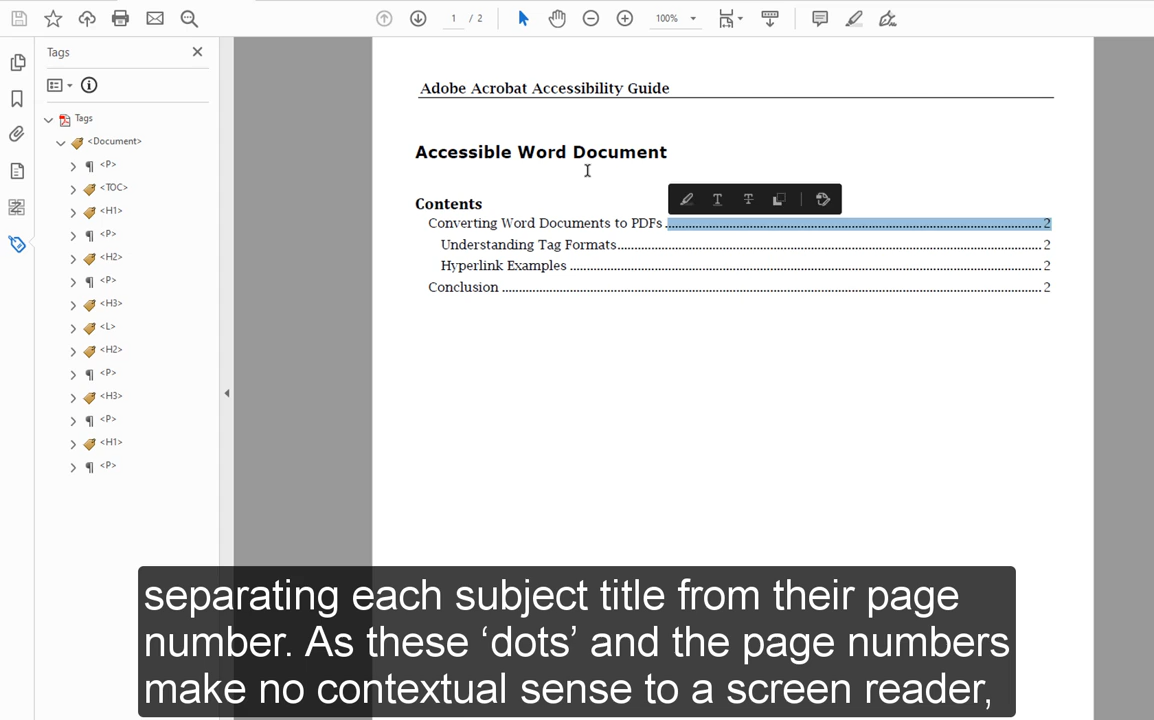 1 / 2
100%
Tags
Tags
<Document>
<P>
<TOC>
<H1>
<P>
<H2>
<P>
<H3>
<L>
<H2>
<P>
<H3>
<P>
<H1>
<P>
Adobe Acrobat Accessibility Guide
Accessible Word Document
Contents
Converting Word Documents to PDFs ........................................ 2
Understanding Tag Formats ........................................ 2
Hyperlink Examples ........................................ 2
Conclusion ........................................ 2
separating each subject title from their page
number. As these ‘dots’ and the page numbers
make no contextual sense to a screen reader,